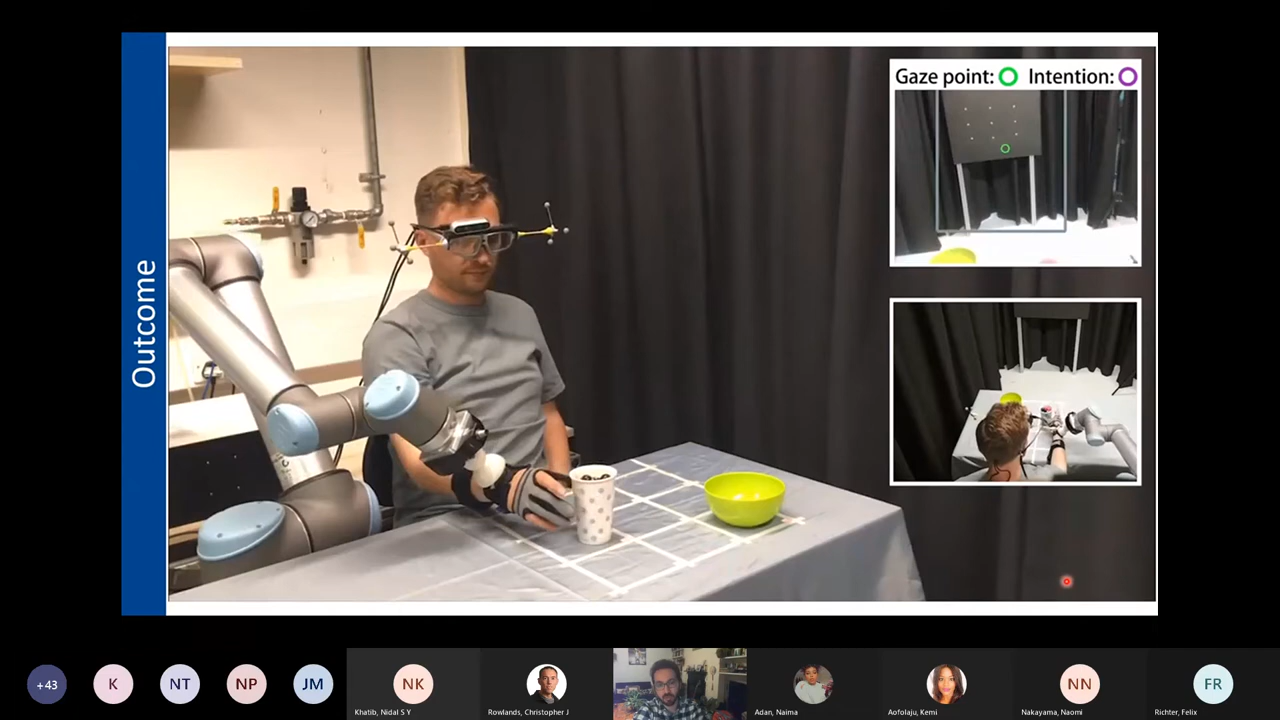 Outcome
Gaze point: Intention:
+43
K
NT
NP
JM
NK
Khatib, Nidal S Y
Rowlands, Christopher J
Adan, Naima
Aofolaju, Kemi
NN
Nakayama, Naomi
FR
Richter, Felix